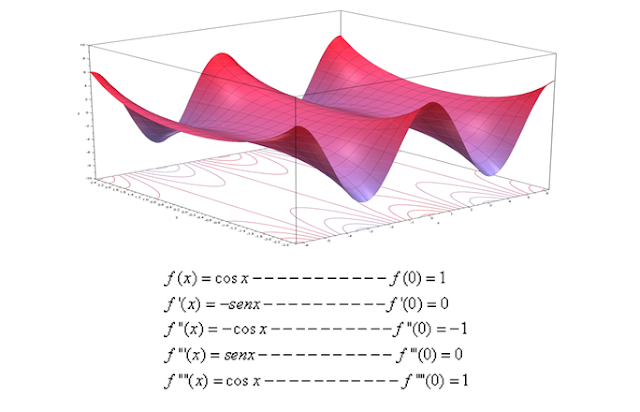 f(x) = cos x ----------- f(0) = 1
f'(x) = -senx ----------- f'(0) = 0
f''(x) = -cos x ----------- f''(0) = -1
f'''(x) = senx ----------- f'''(0) = 0
f''''(x) = cos x ----------- f''''(0) = 1